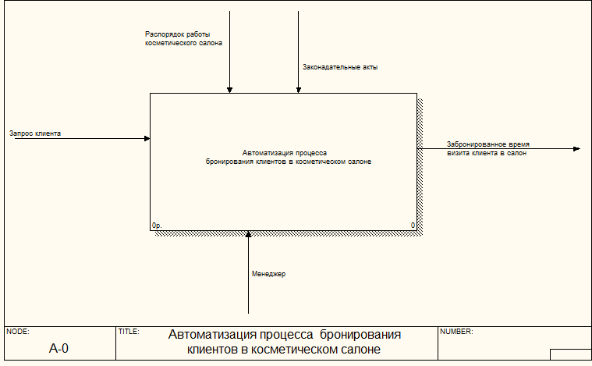 Распорядок работы
косметического салона
Законадательные акты
Запрос клиента
Автоматизация процесса
бронирования клиентов в косметическом салоне
Забронированное время
визита клиента в салон
0р.
0
Менеджер
NODE:
TITLE:
NUMBER:
A-0
Автоматизация процесса бронирования
клиентов в косметическом салоне